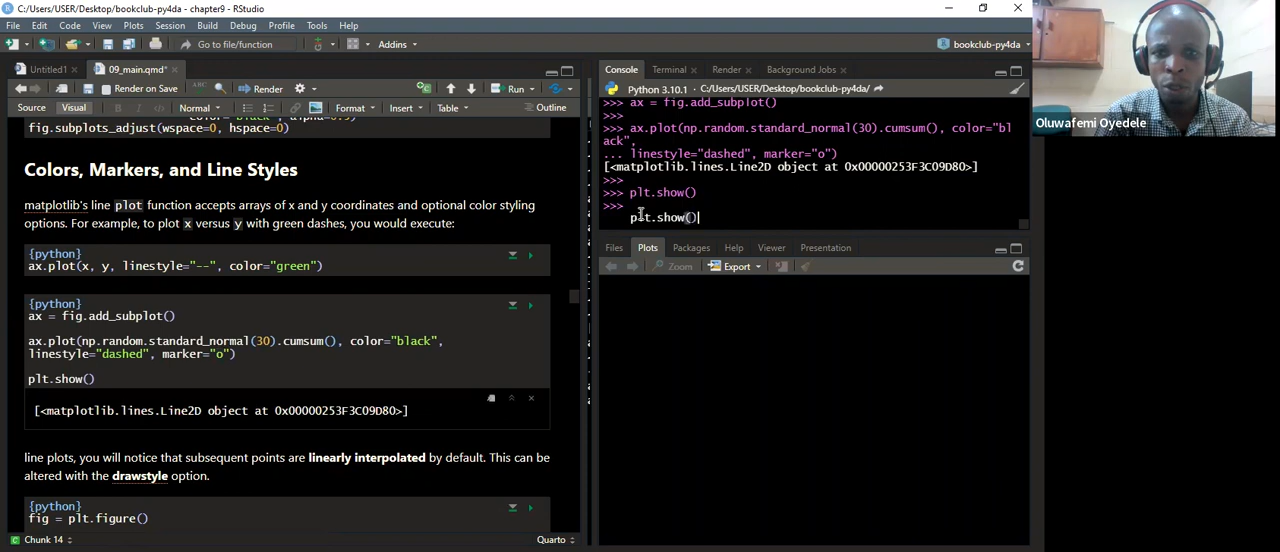 C:/Users/USER/Desktop/bookclub-py4da - chapter9 - RStudio
File Edit Code View Plots Session Build Debug Profile Tools Help
Go to file/function Addins bookclub-py4da
Untitled1 09_main.qmd*
Render on Save Render Run
Source Visual B I Normal Format Insert Table Outline
fig.subplots_adjust(wspace=0, hspace=0)
Colors, Markers, and Line Styles
matplotlib's line plot function accepts arrays of x and y coordinates and optional color styling
options. For example, to plot x versus y with green dashes, you would execute:
{python}
ax.plot(x, y, linestyle="--", color="green")
{python}
ax = fig.add_subplot()
ax.plot(np.random.standard_normal(30).cumsum(), color="black",
linestyle="dashed", marker="o")
plt.show()
[<matplotlib.lines.Line2D object at 0x00000253F3C09D80>]
line plots, you will notice that subsequent points are linearly interpolated by default. This can be
altered with the drawstyle option.
{python}
fig = plt.figure()
Chunk 14 Quarto
Console Terminal Render Background Jobs
Python 3.10.1 · C:/Users/USER/Desktop/bookclub-py4da/
>>> ax = fig.add_subplot()
>>>
>>> ax.plot(np.random.standard_normal(30).cumsum(), color="bl
ack",
... linestyle="dashed", marker="o")
[<matplotlib.lines.Line2D object at 0x00000253F3C09D80>]
>>>
>>> plt.show()
>>>
plt.show()
Files Plots Packages Help Viewer Presentation
Zoom Export
Oluwafemi Oyedele